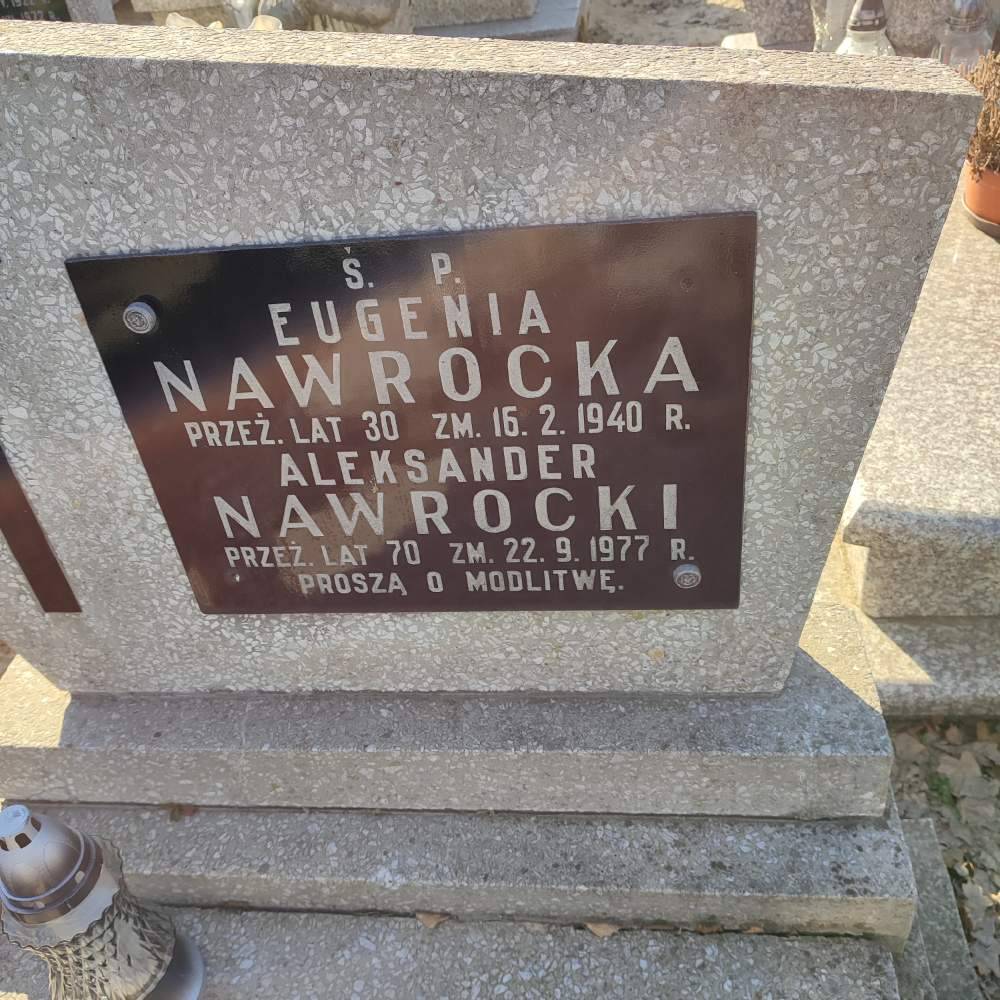 Ś. P.
EUGENIA
NAWROCKA
PRZEŻ. LAT 30 ZM. 16. 2. 1940 R.
ALEKSANDER
NAWROCKI
PRZEŻ. LAT 70 ZM. 22. 9. 1977 R.
PROSZĄ O MODLITWĘ.